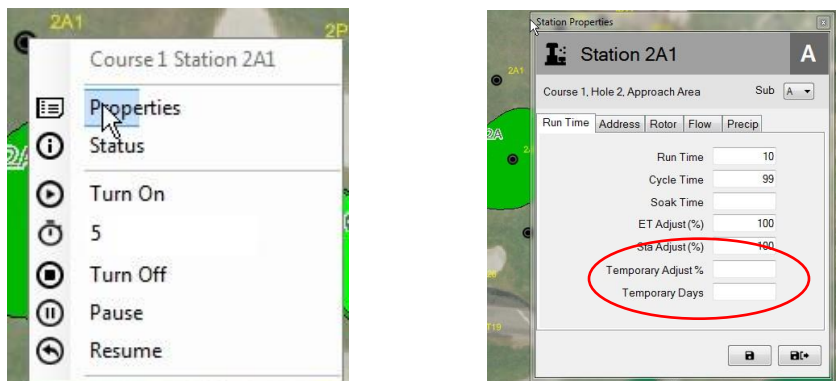 2A1
2P
Course 1 Station 2A1
Properties
Status
Turn On
5
Turn Off
Pause
Resume
Station Properties
Station 2A1
A
Course 1, Hole 2, Approach Area
Sub A
Run Time Address Rotor Flow Precip
Run Time 10
Cycle Time 99
Soak Time
ET Adjust (%) 100
Sta Adjust (%) 100
Temporary Adjust %
Temporary Days
2A1
2A
T19